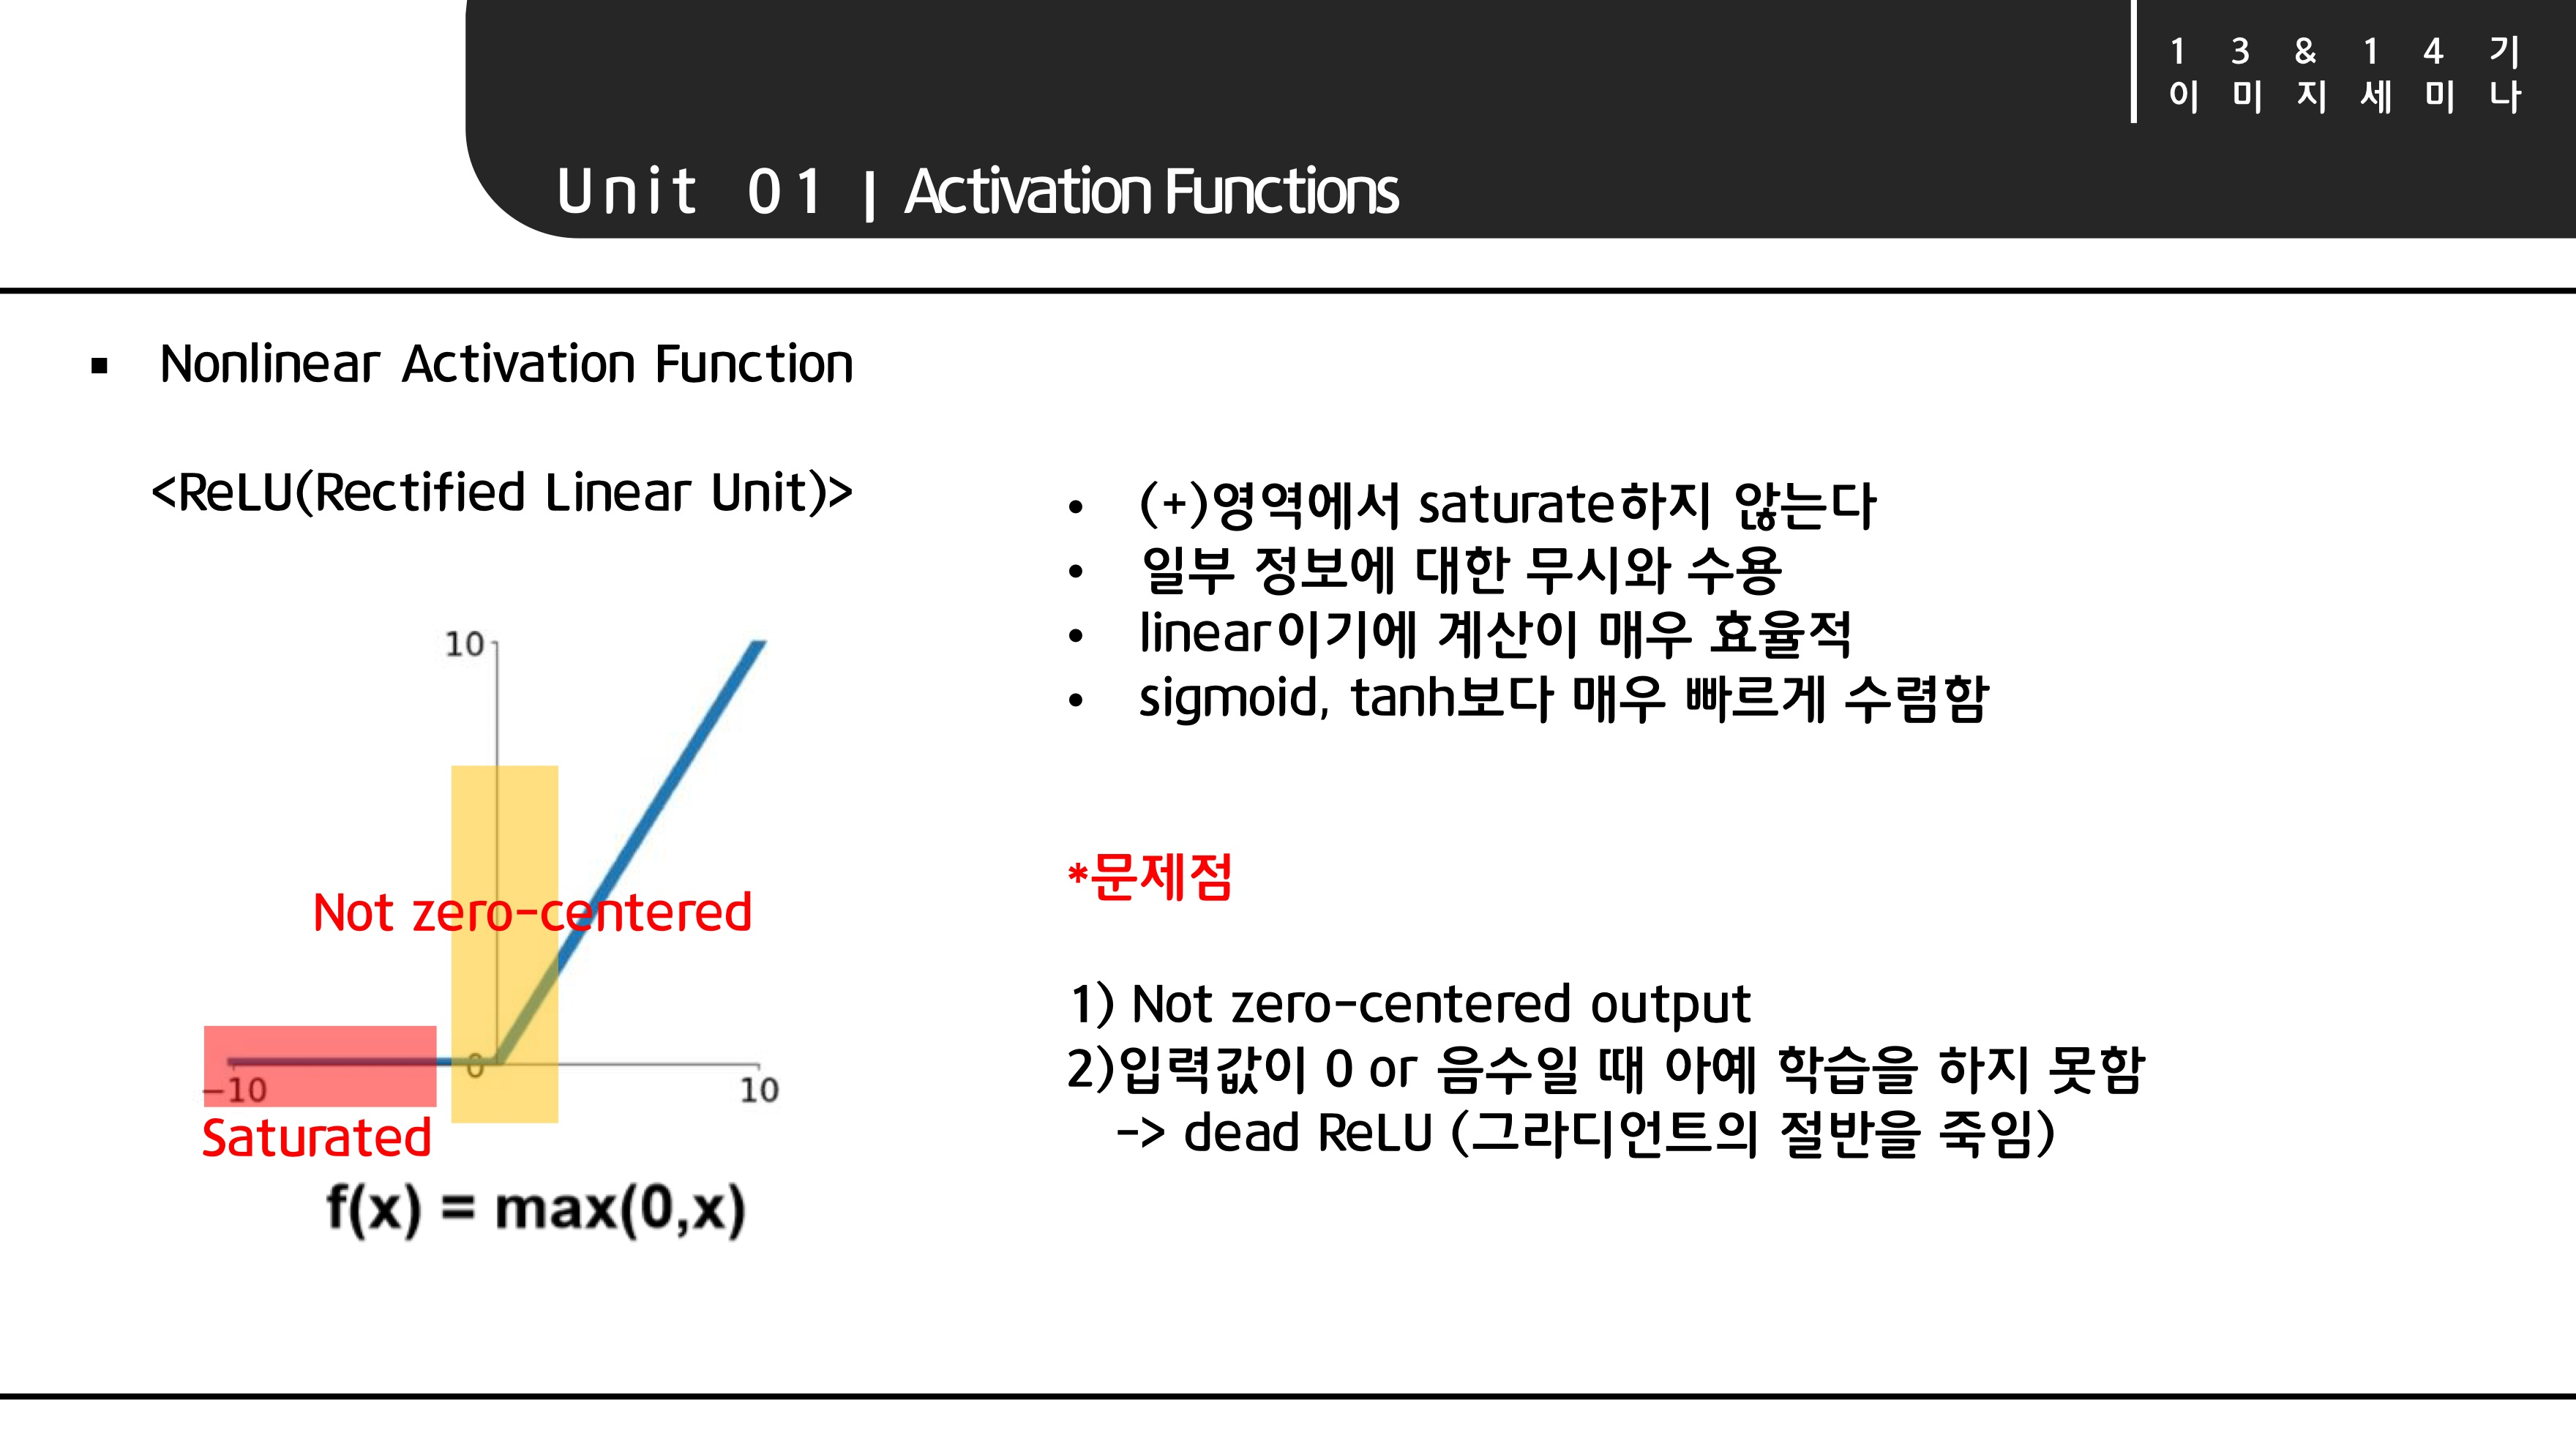 13&14기
이미지세미나
Unit 01 | Activation Functions
▪ Nonlinear Activation Function
<ReLU(Rectified Linear Unit)>
10
Not zero-centered
0
-10
10
Saturated
f(x) = max(0,x)
• (+)영역에서 saturate하지 않는다
• 일부 정보에 대한 무시와 수용
• linear이기에 계산이 매우 효율적
• sigmoid, tanh보다 매우 빠르게 수렴함
*문제점
1) Not zero-centered output
2)입력값이 0 or 음수일 때 아예 학습을 하지 못함
-> dead ReLU (그라디언트의 절반을 죽임)